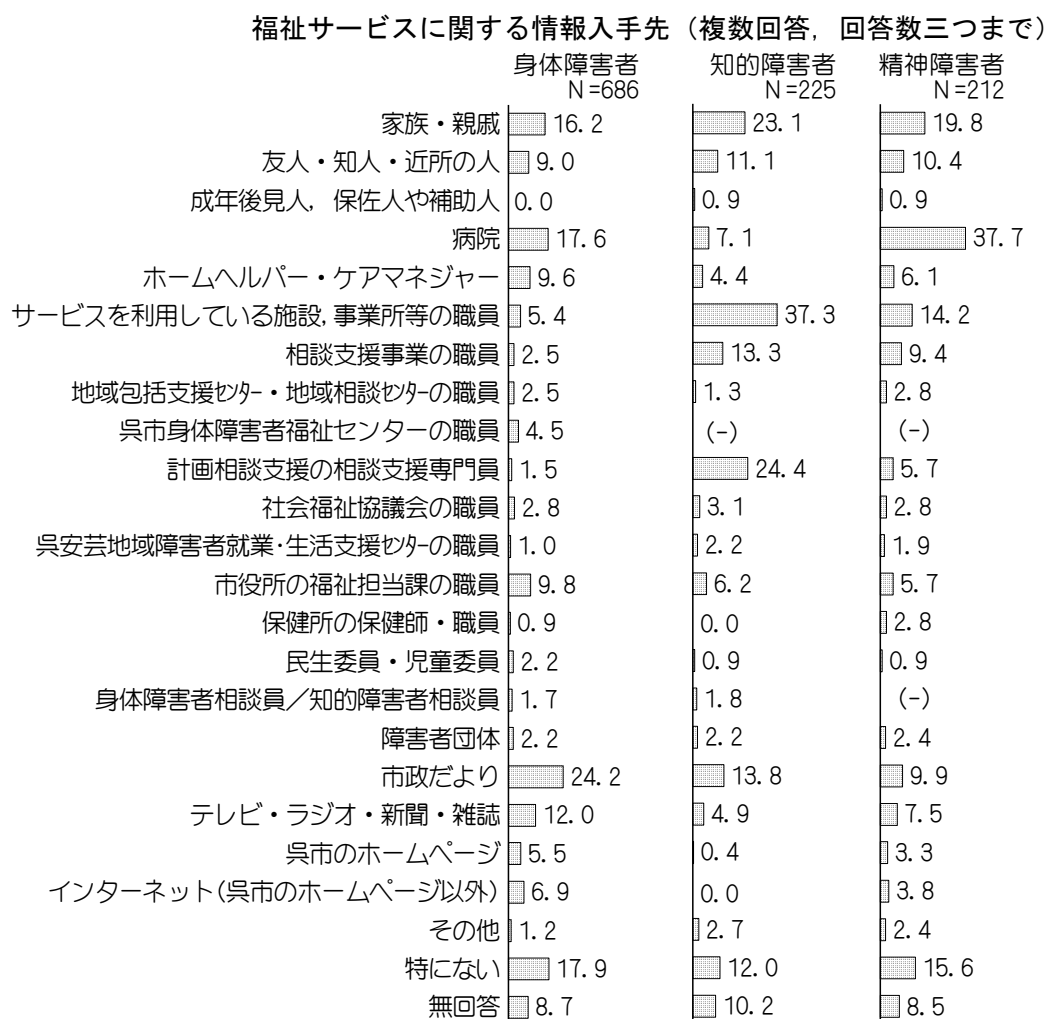 福祉サービスに関する情報入手先（複数回答，回答数三つまで）
身体障害者 知的障害者 精神障害者
N=686 N=225 N=212
家族・親戚 16.2 23.1 19.8
友人・知人・近所の人 9.0 11.1 10.4
成年後見人，保佐人や補助人 0.0 0.9 0.9
病院 17.6 7.1 37.7
ホームヘルパー・ケアマネジャー 9.6 4.4 6.1
サービスを利用している施設，事業所等の職員 5.4 37.3 14.2
相談支援事業の職員 2.5 13.3 9.4
地域包括支援ｾﾝﾀｰ・地域相談ｾﾝﾀｰの職員 2.5 1.3 2.8
呉市身体障害者福祉センターの職員 4.5 (-) (-)
計画相談支援の相談支援専門員 1.5 24.4 5.7
社会福祉協議会の職員 2.8 3.1 2.8
呉安芸地域障害者就業･生活支援ｾﾝﾀｰの職員 1.0 2.2 1.9
市役所の福祉担当課の職員 9.8 6.2 5.7
保健所の保健師・職員 0.9 0.0 2.8
民生委員・児童委員 2.2 0.9 0.9
身体障害者相談員／知的障害者相談員 1.7 1.8 (-)
障害者団体 2.2 2.2 2.4
市政だより 24.2 13.8 9.9
テレビ・ラジオ・新聞・雑誌 12.0 4.9 7.5
呉市のホームページ 5.5 0.4 3.3
インターネット(呉市のホームページ以外) 6.9 0.0 3.8
その他 1.2 2.7 2.4
特にない 17.9 12.0 15.6
無回答 8.7 10.2 8.5